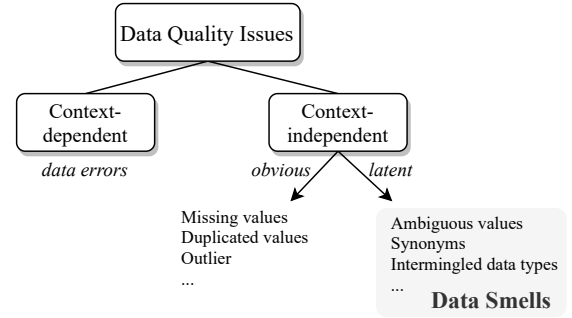 Data Quality Issues
Context-
dependent
Context-
independent
data errors
obvious
latent
Missing values
Duplicated values
Outlier
...
Ambiguous values
Synonyms
Intermingled data types
...
Data Smells